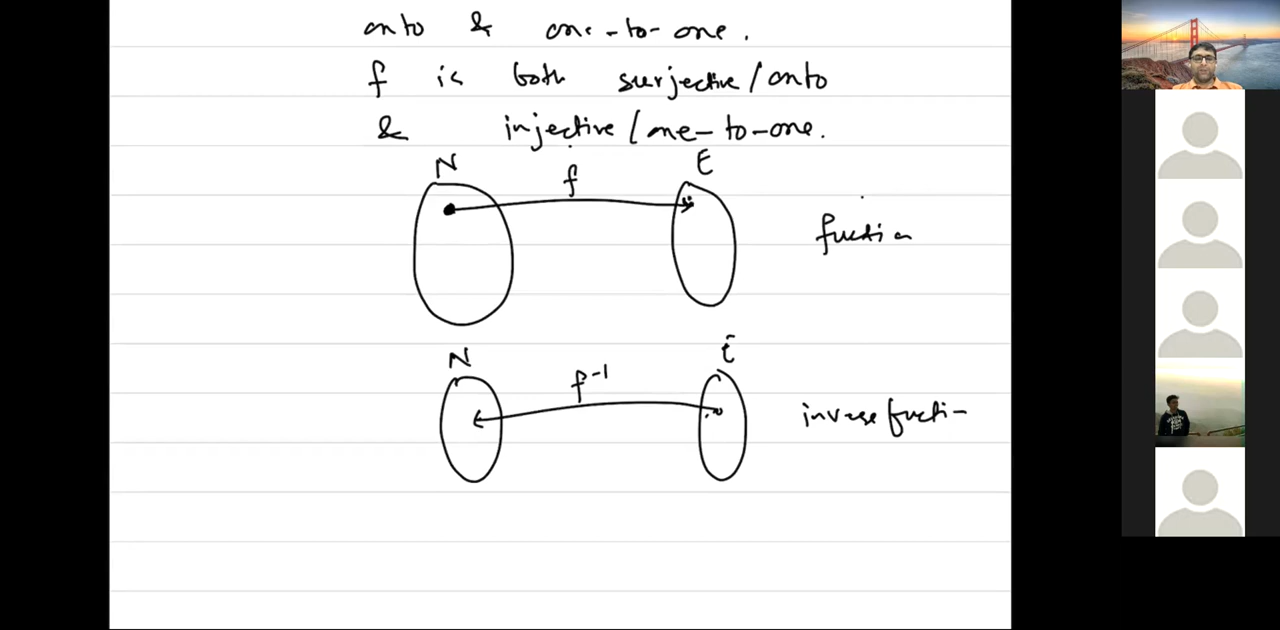 onto & one-to-one.
f is both surjective/onto
& injective/one-to-one.
N E
f
function
N E
f⁻¹
inverse function